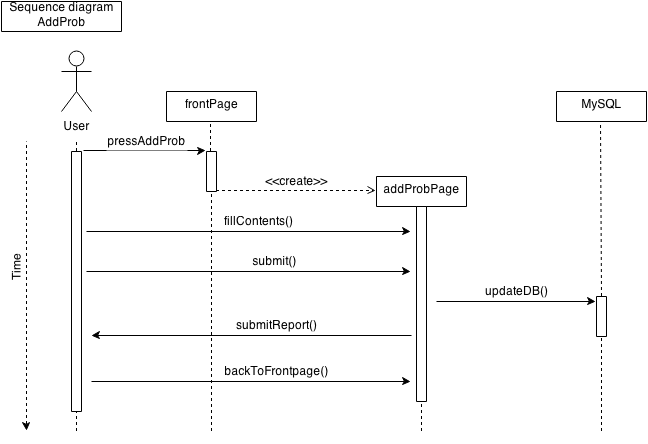 Sequence diagram
AddProb
User
frontPage
MySQL
pressAddProb
<<create>>
addProbPage
fillContents()
submit()
Time
updateDB()
submitReport()
backToFrontpage()